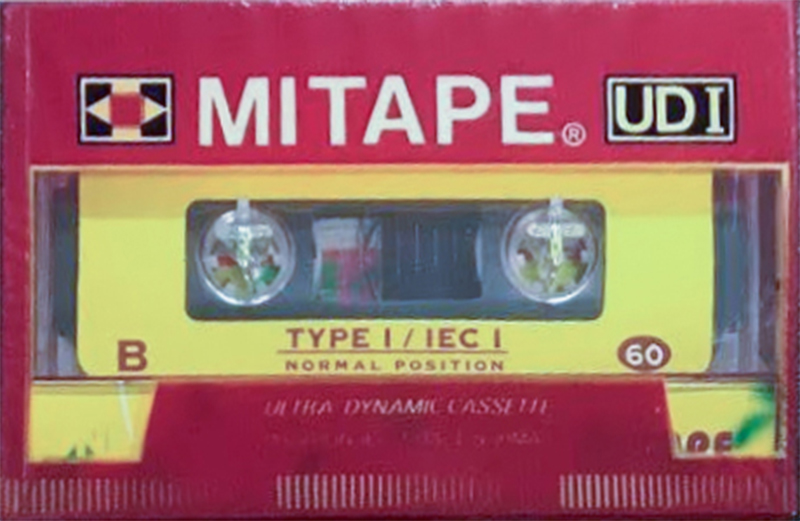 MITAPE® UD I
TYPE I / IEC I
NORMAL POSITION
B
60
ULTRA DYNAMIC CASSETTE